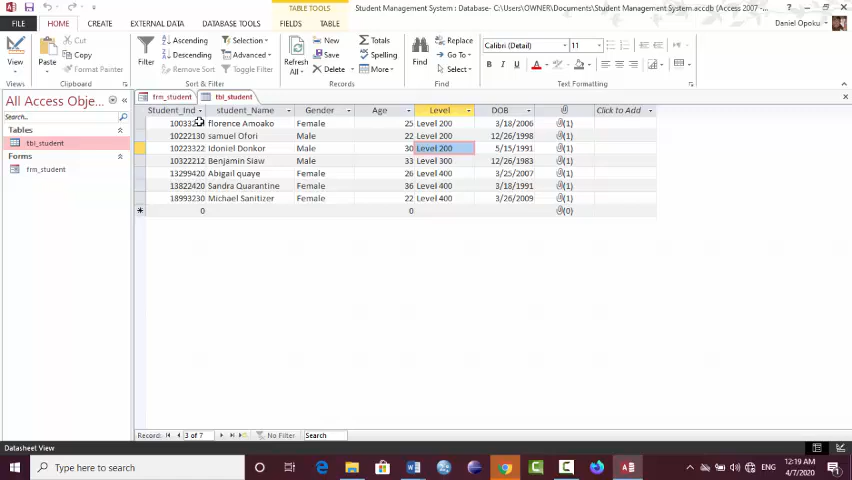 TABLE TOOLS
Student Management System : Database- C:\Users\OWNER\Documents\Student Management System.accdb (Access 2007 -...
FILE HOME CREATE EXTERNAL DATA DATABASE TOOLS FIELDS TABLE
Daniel Opoku
View
Paste
Cut
Copy
Format Painter
Filter
Ascending
Descending
Remove Sort
Selection
Advanced
Toggle Filter
Refresh All
New
Save
Delete
Totals
Spelling
More
Find
Replace
Go To
Select
Calibri (Detail)
11
B I U A
Views
Clipboard
Sort & Filter
Records
Find
Text Formatting
All Access Obje...
Search...
Tables
tbl_student
Forms
frm_student
frm_student tbl_student
Student_Ind student_Name Gender Age Level DOB Click to Add
florence Amoako Female 25 Level 200 3/18/2006 (1)
10222130 samuel Ofori Male 22 Level 200 12/26/1998 (1)
10223322 Idoniel Donkor Male 30 Level 200 5/15/1991 (1)
10322212 Benjamin Siaw Male 33 Level 300 12/26/1983 (1)
13299420 Abigail quaye Female 26 Level 400 3/25/2007 (1)
13822420 Sandra Quarantine Female 36 Level 400 3/18/1991 (1)
18993230 Michael Sanitizer Male 22 Level 400 3/26/2009 (1)
0 0 (0)
Record: 3 of 7 No Filter Search
Datasheet View
Type here to search
ENG
12:19 AM
4/7/2020